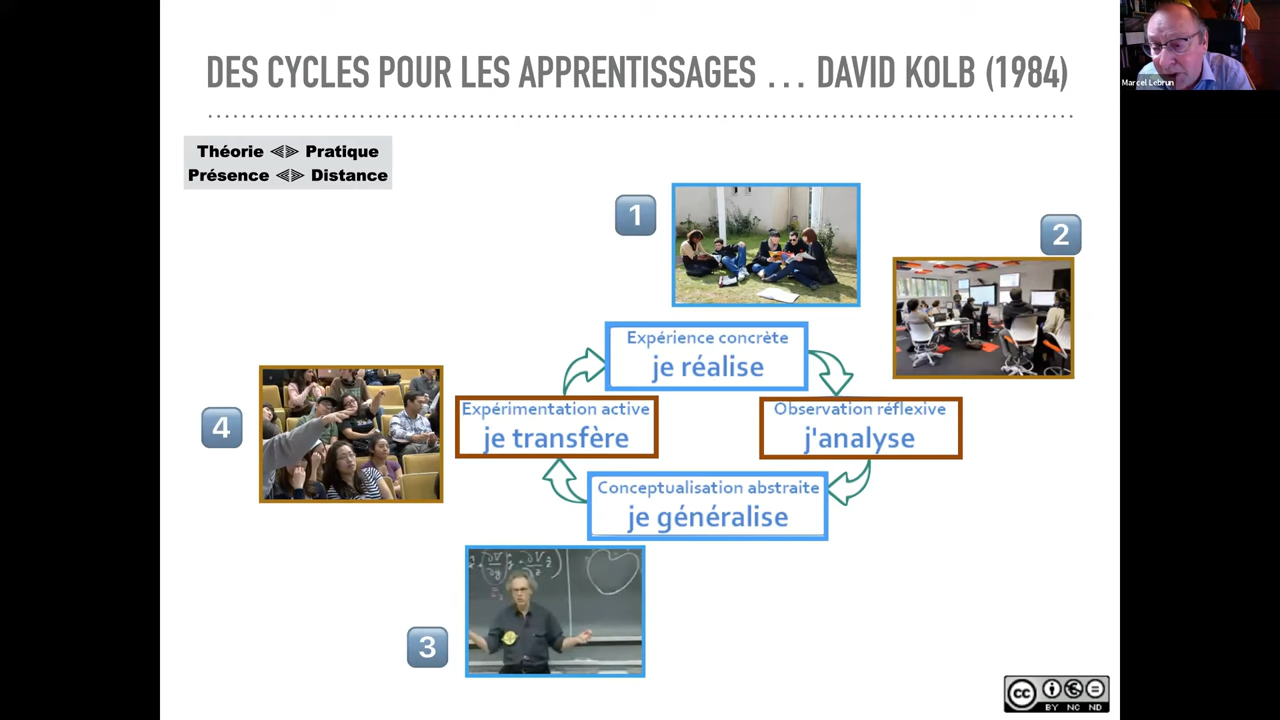 DES CYCLES POUR LES APPRENTISSAGES ... DAVID KOLB (1984)
Marcel Lebrun
Théorie <=> Pratique
Présence <=> Distance
1
2
Expérience concrète
je réalise
Expérimentation active
je transfère
Observation réflexive
j'analyse
4
Conceptualisation abstraite
je généralise
3
cc
BY NC ND